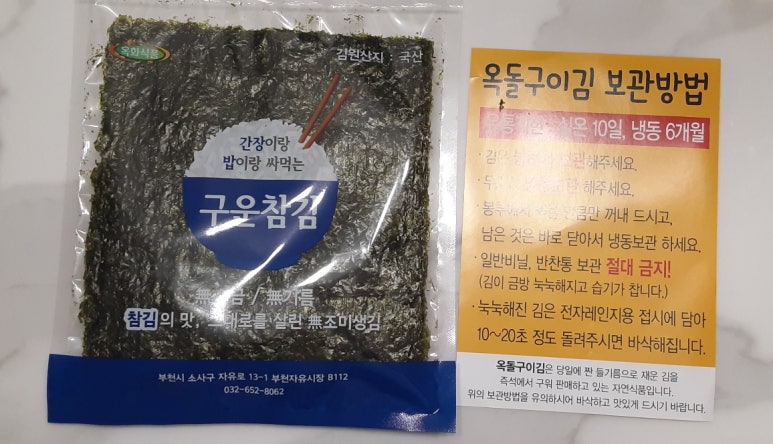 옥화식품
김원산지 : 국산
간장이랑
밥이랑 싸먹는
구운참김
無 / 無기름
참김의 맛, 그대로를 살린 無조미생김
부천시 소사구 자유로 13-1 부천자유시장 B112
032-652-8062
옥돌구이김 보관방법
실온 10일, 냉동 6개월
해주세요.
해주세요.
꺼내 드시고,
남은 것은 바로 닫아서 냉동보관 하세요.
· 일반비닐, 반찬통 보관 절대 금지!
(김이 금방 눅눅해지고 습기가 찹니다.)
· 눅눅해진 김은 전자레인지용 접시에 담아
10~20초 정도 돌려주시면 바삭해집니다.
옥돌구이김은 당일에 짠 들기름으로 재운 김을
즉석에서 구워 판매하고 있는 자연식품입니다.
위의 보관방법을 유의하시어 바삭하고 맛있게 드시기 바랍니다.